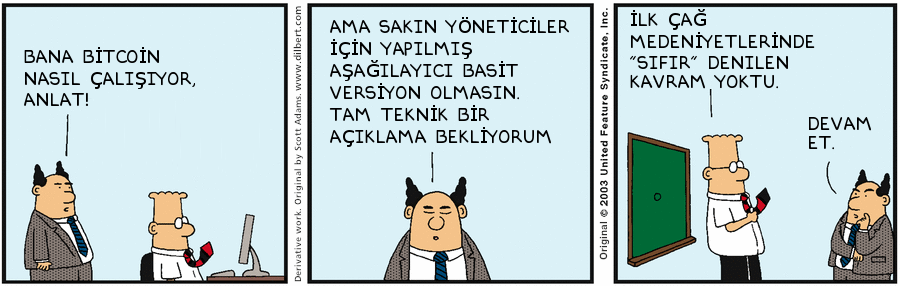 BANA BİTCOİN
NASIL ÇALIŞIYOR,
ANLAT!
Derivative work. Original by Scott Adams. www.dilbert.com
AMA SAKIN YÖNETİCİLER
İÇİN YAPILMIŞ
AŞAĞILAYICI BASİT
VERSİYON OLMASIN.
TAM TEKNİK BİR
AÇIKLAMA BEKLİYORUM
Original © 2003 United Feature Syndicate, Inc.
İLK ÇAĞ
MEDENİYETLERİNDE
"SIFIR" DENILEN
KAVRAM YOKTU.
DEVAM
ET.